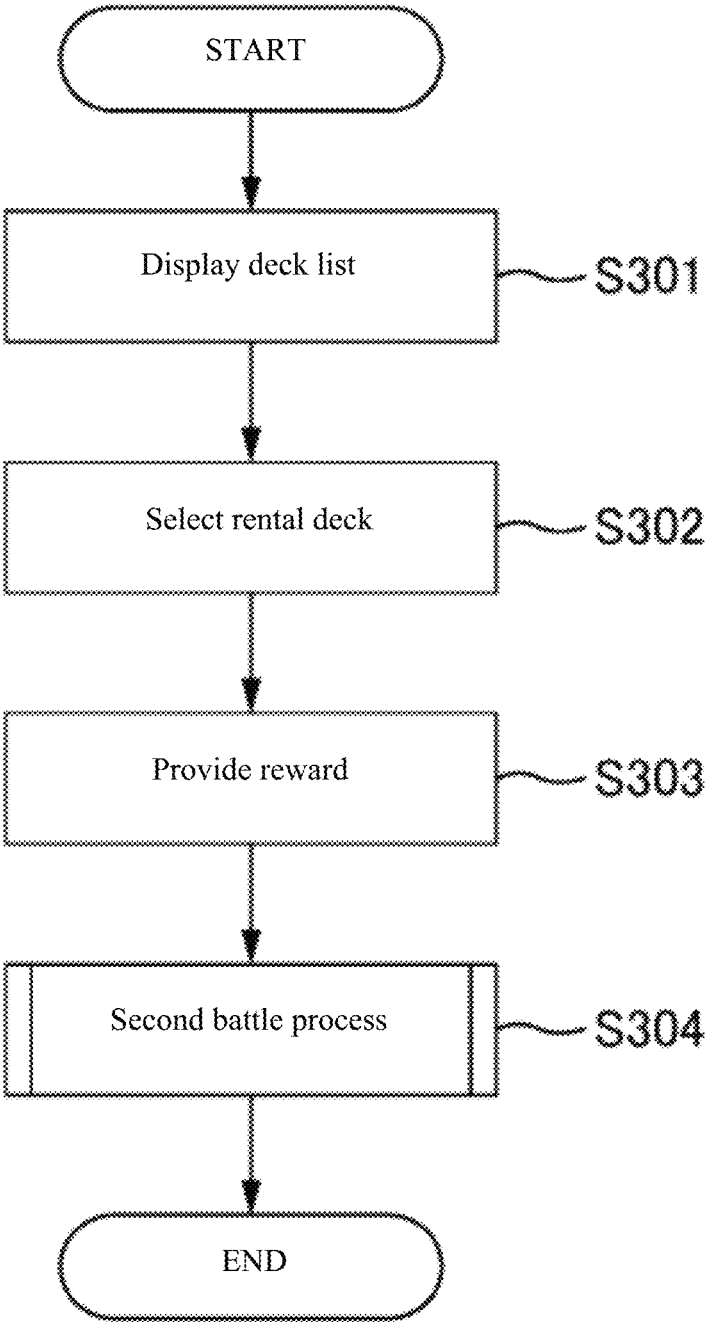 START
Display deck list
S301
Select rental deck
S302
Provide reward
S303
Second battle process
S304
END